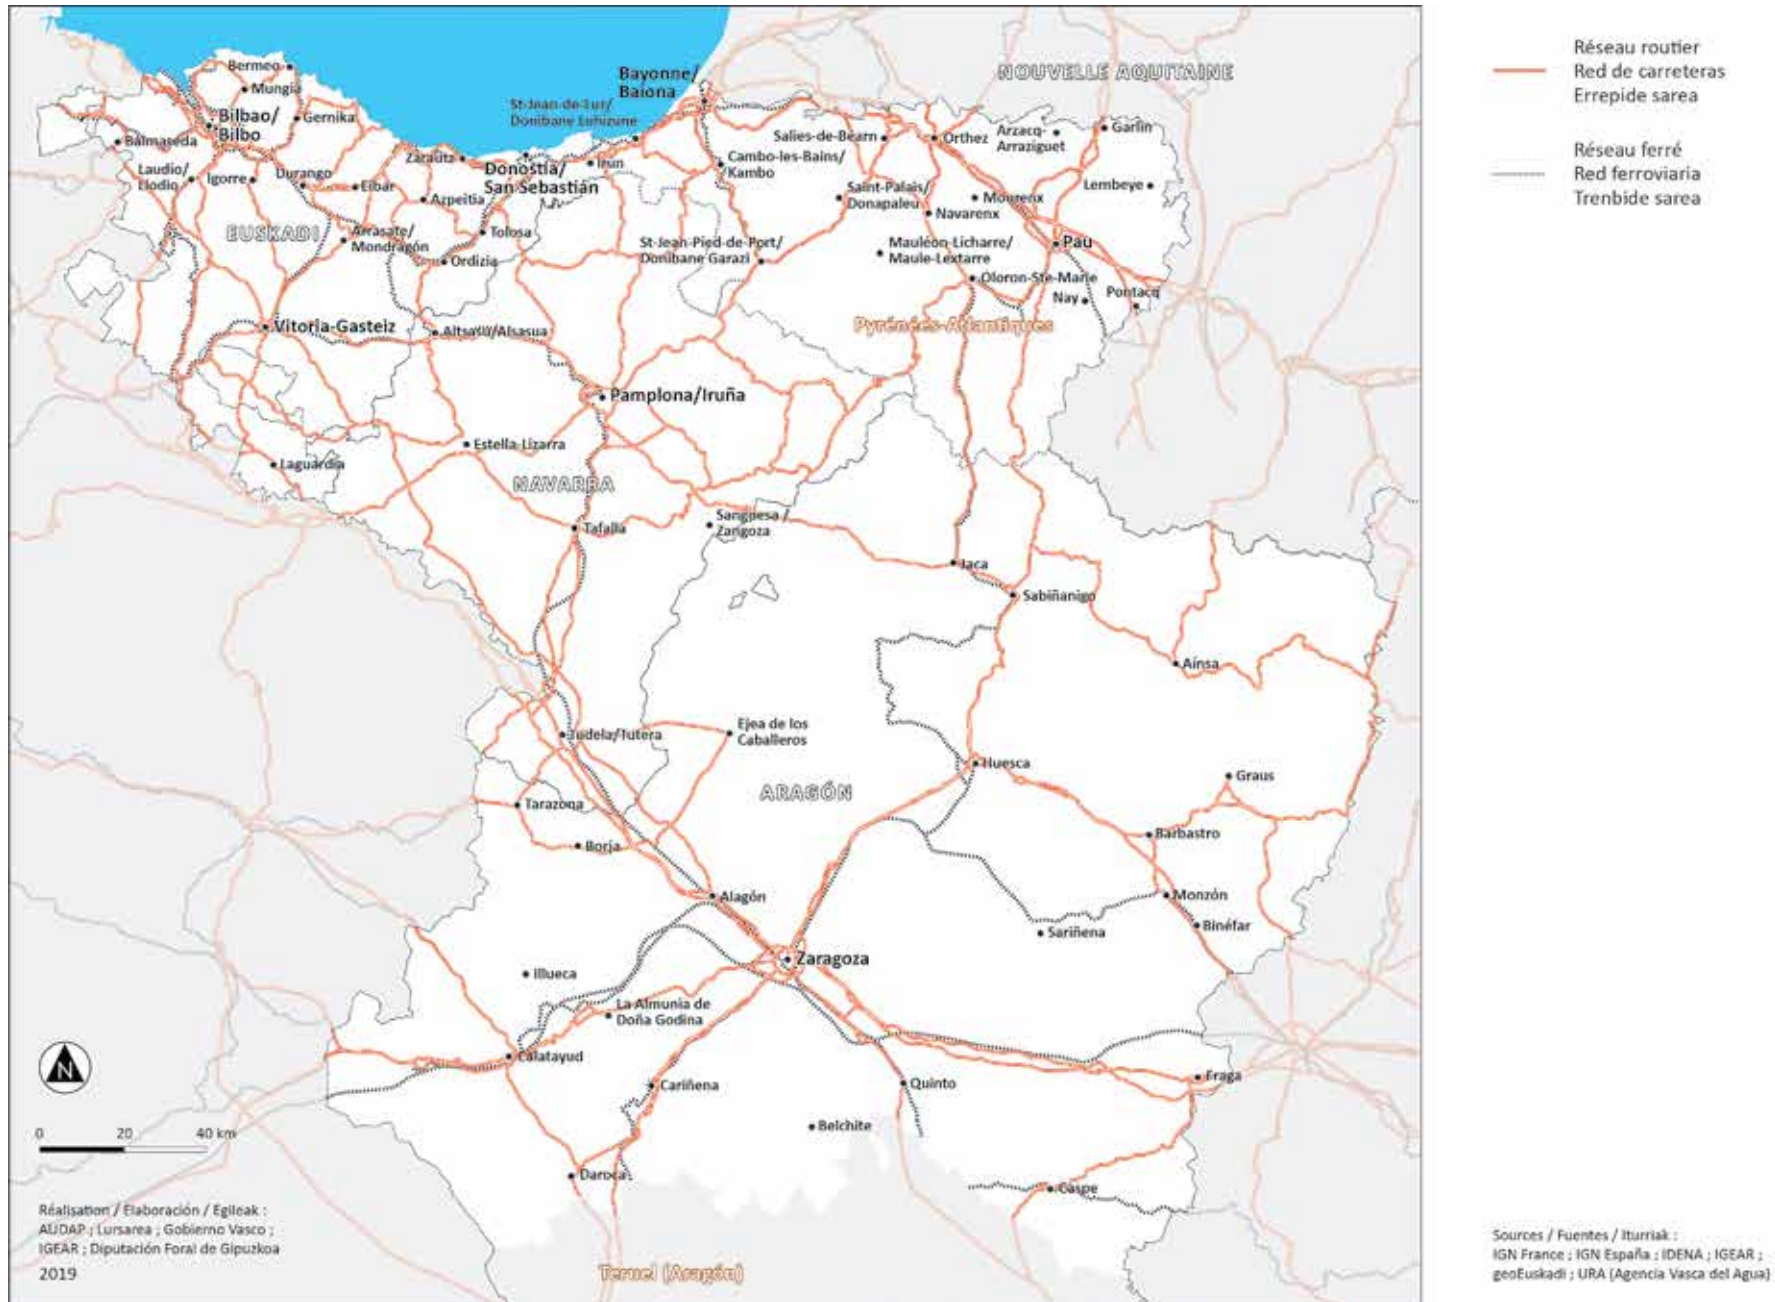 Bermeo
Mungia
Bilbao/
Bilbo
Gernika
Balmaseda
Laudio/
Llodio
Igorre
Durango
Eibar
Zarautz
Azpeitia
Donostia/
San Sebastián
Irun
St-Jean-de-Luz/
Donibane Lohizune
Bayonne/
Baiona
NOUVELLE AQUITAINE
Salies-de-Béarn
Orthez
Arzacq-
Arraziguet
Garlin
Cambo-les-Bains/
Kambo
Saint-Palais/
Donapaleu
Mourenx
Navarrenx
Lembeye
EUSKADI
Arrasate/
Mondragón
Tolosa
Ordizia
St-Jean-Pied-de-Port/
Donibane Garazi
Mauléon-Licharre/
Maule-Lextarre
Pau
Oloron-Ste-Marie
Nay
Pontacq
Vitoria-Gasteiz
Altsasu/Alsasua
Pyrénées-Atlantiques
Pamplona/Iruña
Estella-Lizarra
Laguardia
NAVARRA
Tafalla
Sangüesa /
Zangoza
Jaca
Sabiñanigo
Aínsa
Tudela/Tutera
Ejea de los
Caballeros
Huesca
Graus
ARAGÓN
Tarazona
Borja
Barbastro
Alagón
Monzón
Binéfar
Sariñena
Zaragoza
Illueca
La Almunia de
Doña Godina
Calatayud
Cariñena
Quinto
Fraga
Belchite
Daroca
Caspe
Teruel (Aragón)
N
0 20 40 km
Réalisation / Elaboración / Egileak :
AUDAP ; Lursarea ; Gobierno Vasco ;
IGEAR ; Diputación Foral de Gipuzkoa
2019
Réseau routier
Red de carreteras
Errepide sarea
Réseau ferré
Red ferroviaria
Trenbide sarea
Sources / Fuentes / Iturriak :
IGN France ; IGN España ; IDENA ; IGEAR ;
geoEuskadi ; URA (Agencia Vasca del Agua)